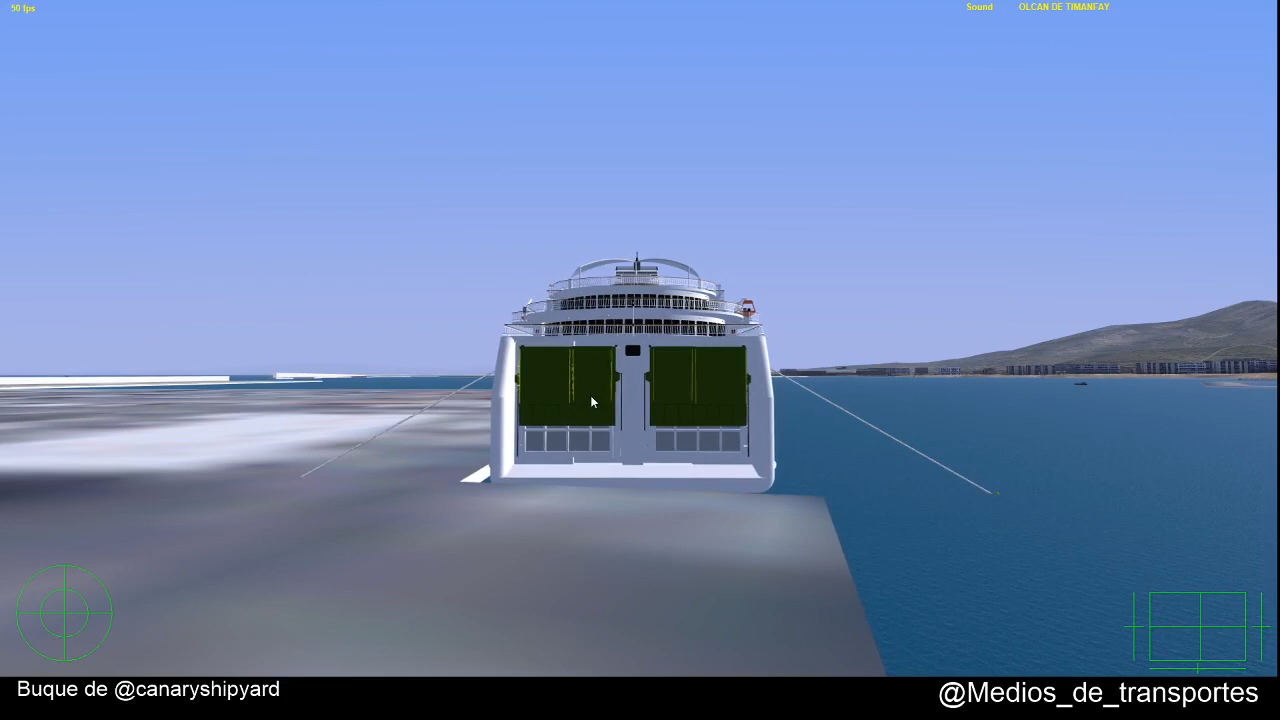 50 fps
Sound OLCAN DE TIMANFAY
Buque de @canaryshipyard
@Medios_de_transportes